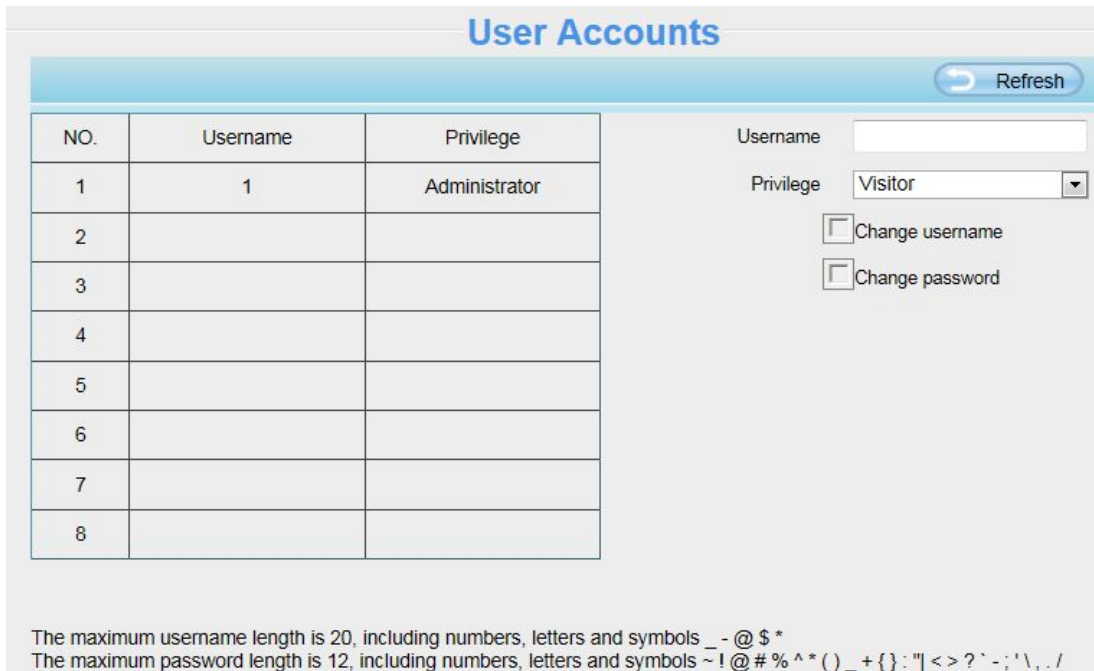 User Accounts
Refresh
NO. Username Privilege
1 1 Administrator
2
3
4
5
6
7
8
Username
Privilege Visitor
Change username
Change password
The maximum username length is 20, including numbers, letters and symbols _ - @ $ *
The maximum password length is 12, including numbers, letters and symbols ~ ! @ # % ^ * ( ) _ + { } : "| < > ? ` - ; ' \ , . /